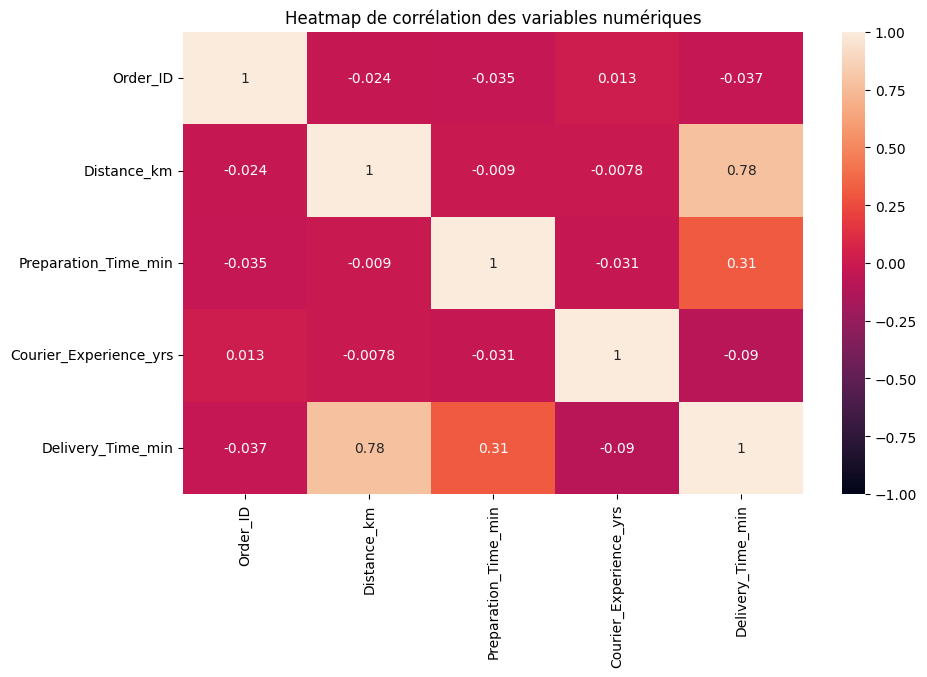 Heatmap de corrélation des variables numériques
Order_ID 1 -0.024 -0.035 0.013 -0.037
Distance_km -0.024 1 -0.009 -0.0078 0.78
Preparation_Time_min -0.035 -0.009 1 -0.031 0.31
Courier_Experience_yrs 0.013 -0.0078 -0.031 1 -0.09
Delivery_Time_min -0.037 0.78 0.31 -0.09 1
Order_ID
Distance_km
Preparation_Time_min
Courier_Experience_yrs
Delivery_Time_min
1.00
0.75
0.50
0.25
0.00
−0.25
−0.50
−0.75
−1.00